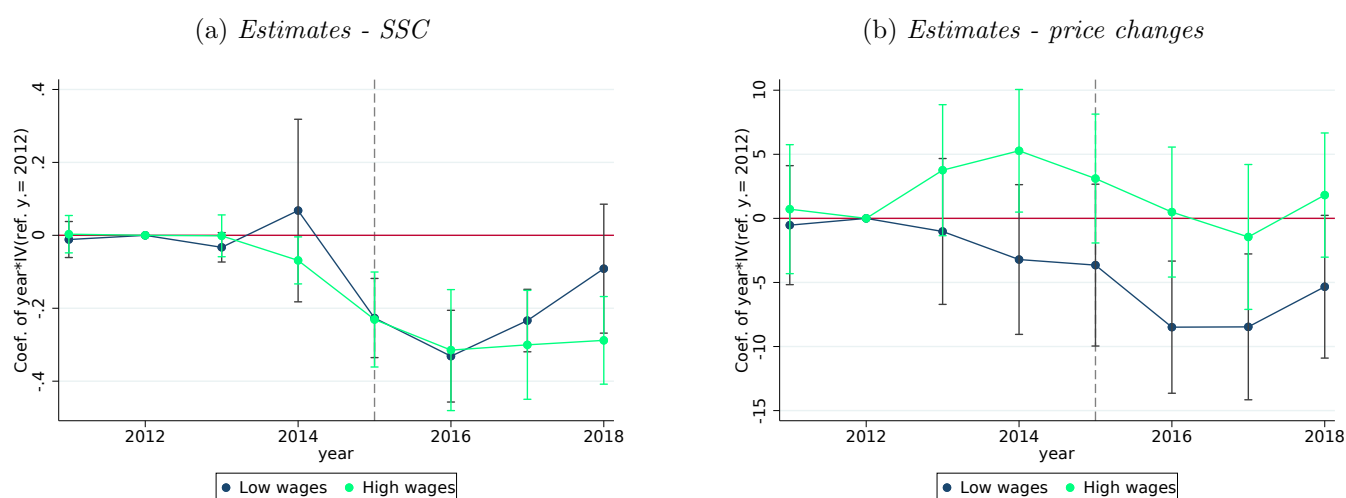 (a) Estimates - SSC
Coef. of year*IV(ref. y.= 2012)
.4
.2
0
-.2
-.4
2012 2014 2016 2018
year
Low wages High wages
(b) Estimates - price changes
Coef. of year*IV(ref. y.= 2012)
10
5
0
-5
-10
-15
2012 2014 2016 2018
year
Low wages High wages